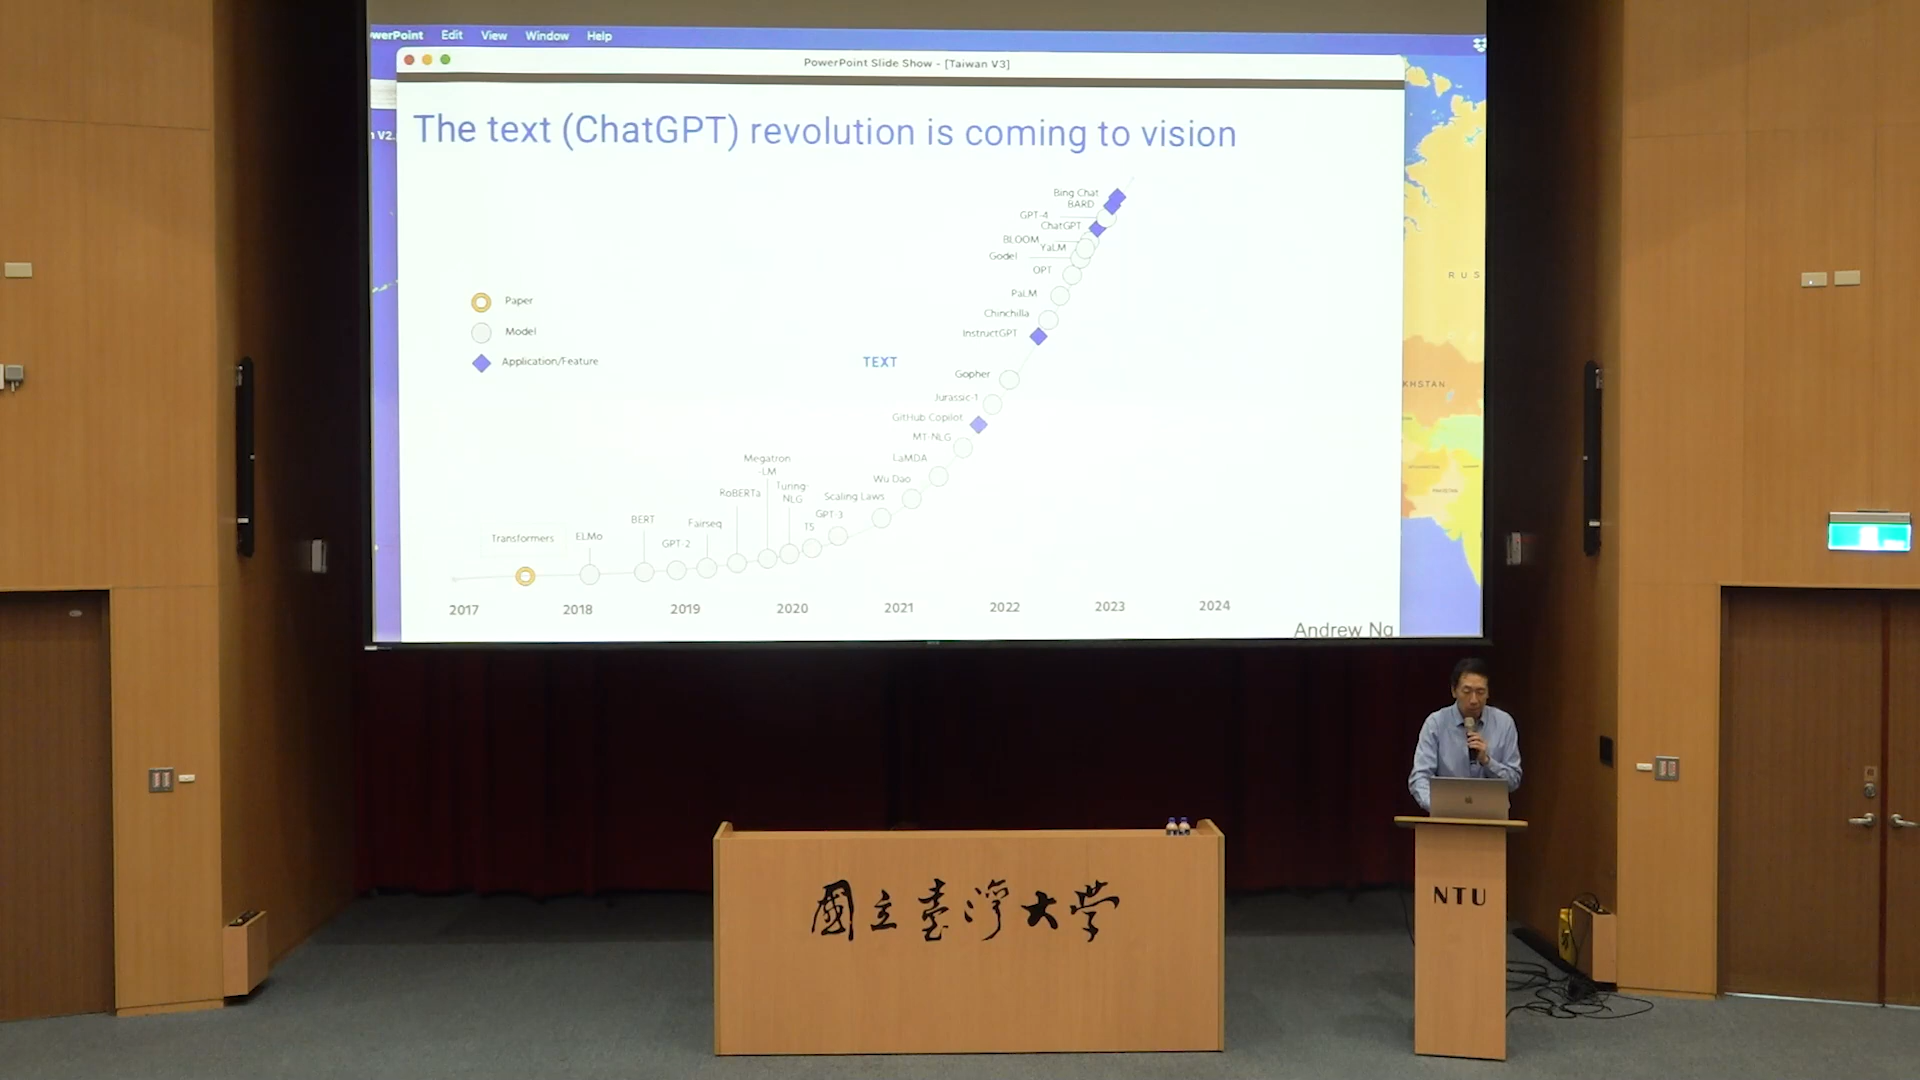 werPoint Edit View Window Help
PowerPoint Slide Show - [Taiwan V3]
V2.
The text (ChatGPT) revolution is coming to vision
Bing Chat
BARD
GPT-4
ChatGPT
BLOOM
YaLM
Godel
OPT
PaLM
Chinchilla
InstructGPT
Paper
Model
Application/Feature
TEXT
Gopher
Jurassic-1
GitHub Copilot
MT-NLG
LaMDA
Wu Dao
Scaling Laws
GPT-3
T5
Turing-
NLG
Megatron
-LM
RoBERTa
Fairseq
GPT-2
BERT
ELMo
Transformers
2017 2018 2019 2020 2021 2022 2023 2024
Andrew Ng
RUS
KHSTAN
國立臺灣大學
NTU